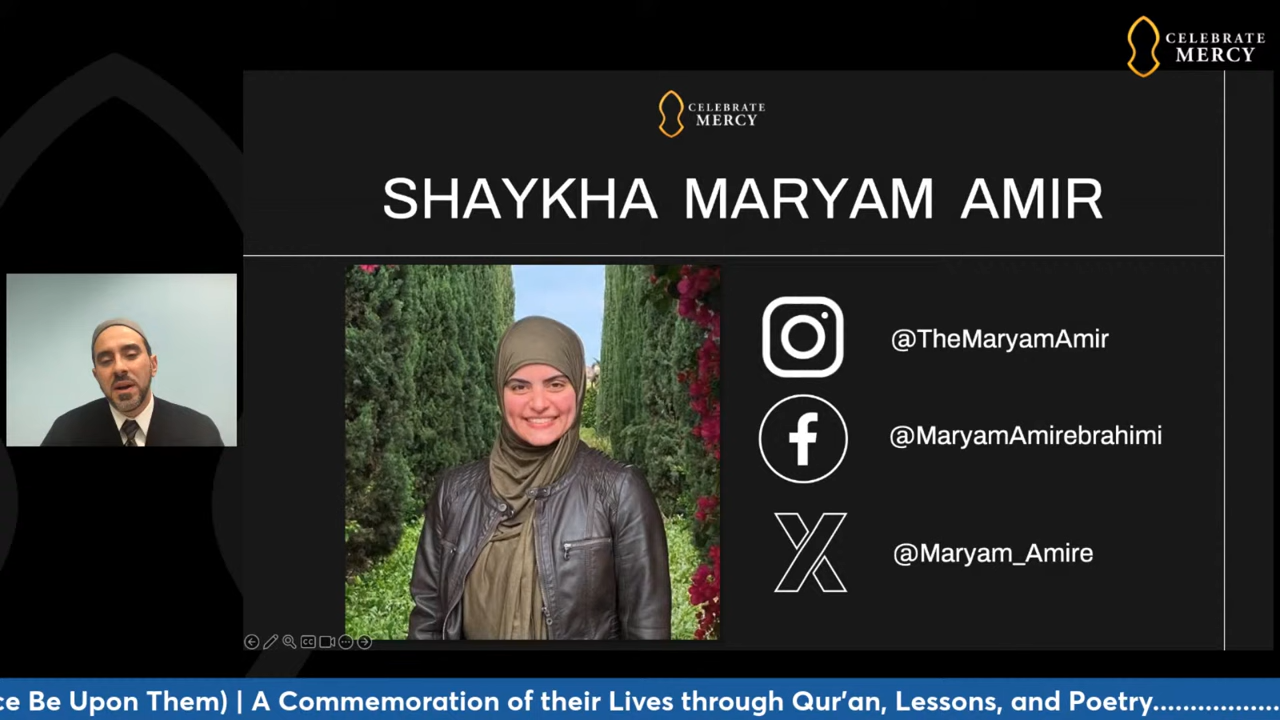 CELEBRATE
MERCY
CELEBRATE
MERCY
SHAYKHA MARYAM AMIR
@TheMaryamAmir
@MaryamAmirebrahimi
@Maryam_Amire
CC
ce Be Upon Them) | A Commemoration of their Lives through Qur'an, Lessons, and Poetry..................